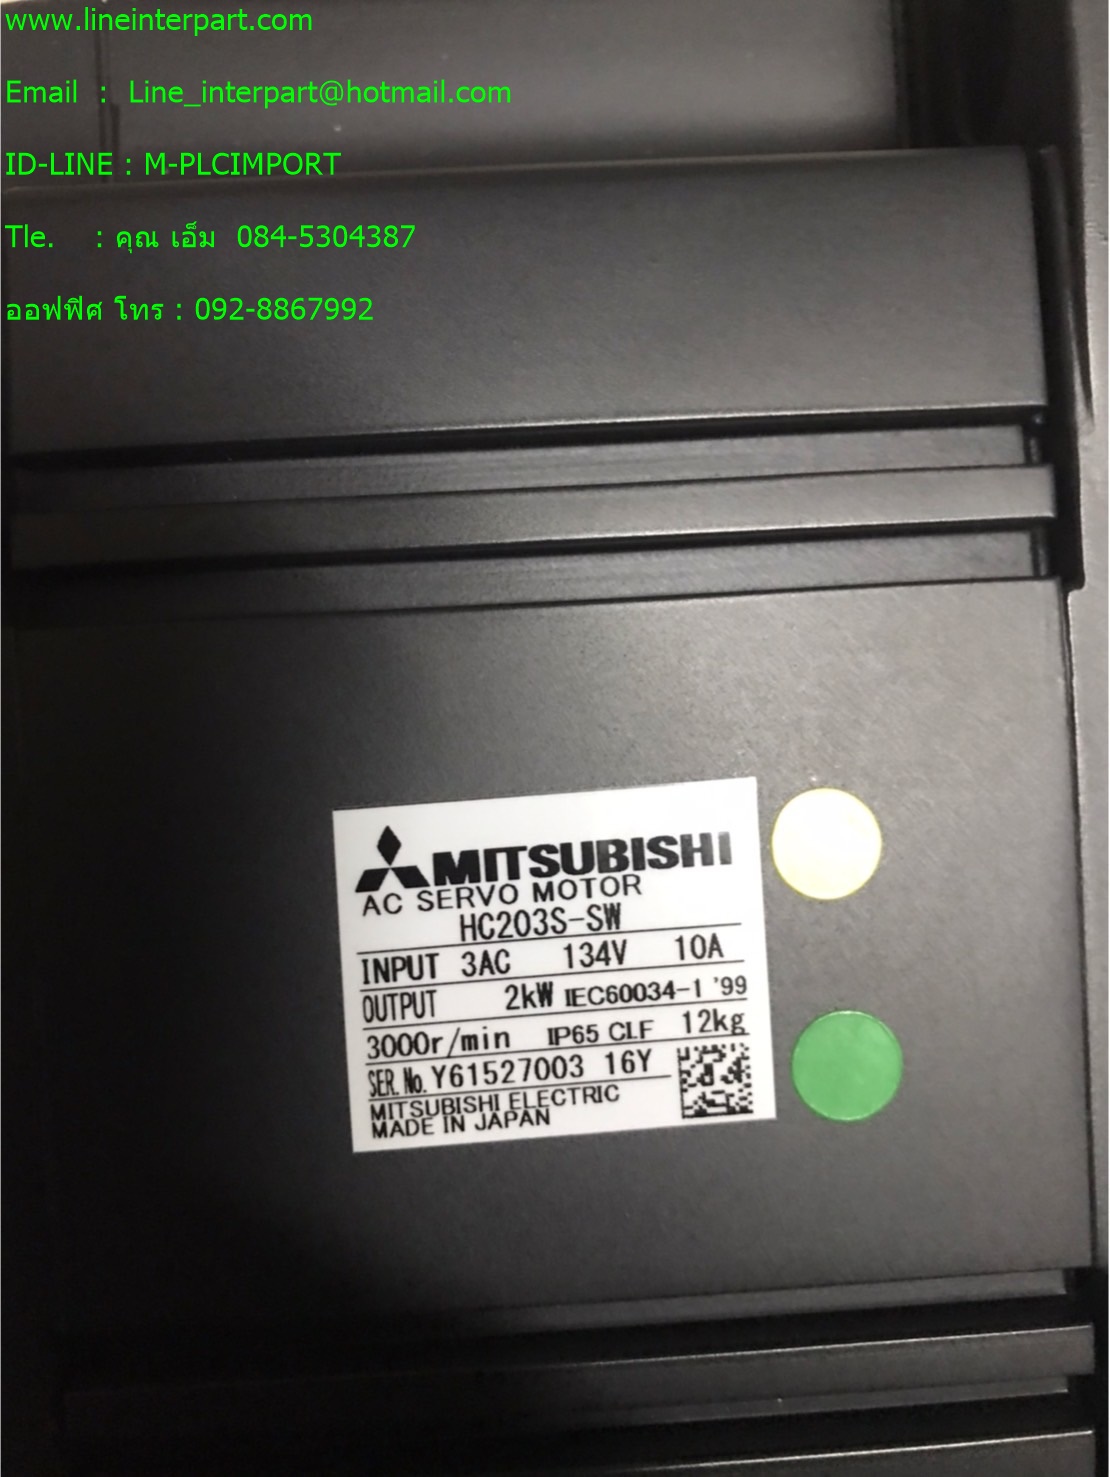 www.lineinterpart.com
Email : Line_interpart@hotmail.com
ID-LINE : M-PLCIMPORT
Tle. : คุณ เอ็ม 084-5304387
ออฟฟิศ โทร : 092-8867992
MITSUBISHI
AC SERVO MOTOR
HC203S-SW
INPUT 3AC 134V 10A
OUTPUT 2kW IEC60034-1 '99
3000r/min IP65 CLF 12kg
SER.No.Y61527003 16Y
MITSUBISHI ELECTRIC
MADE IN JAPAN